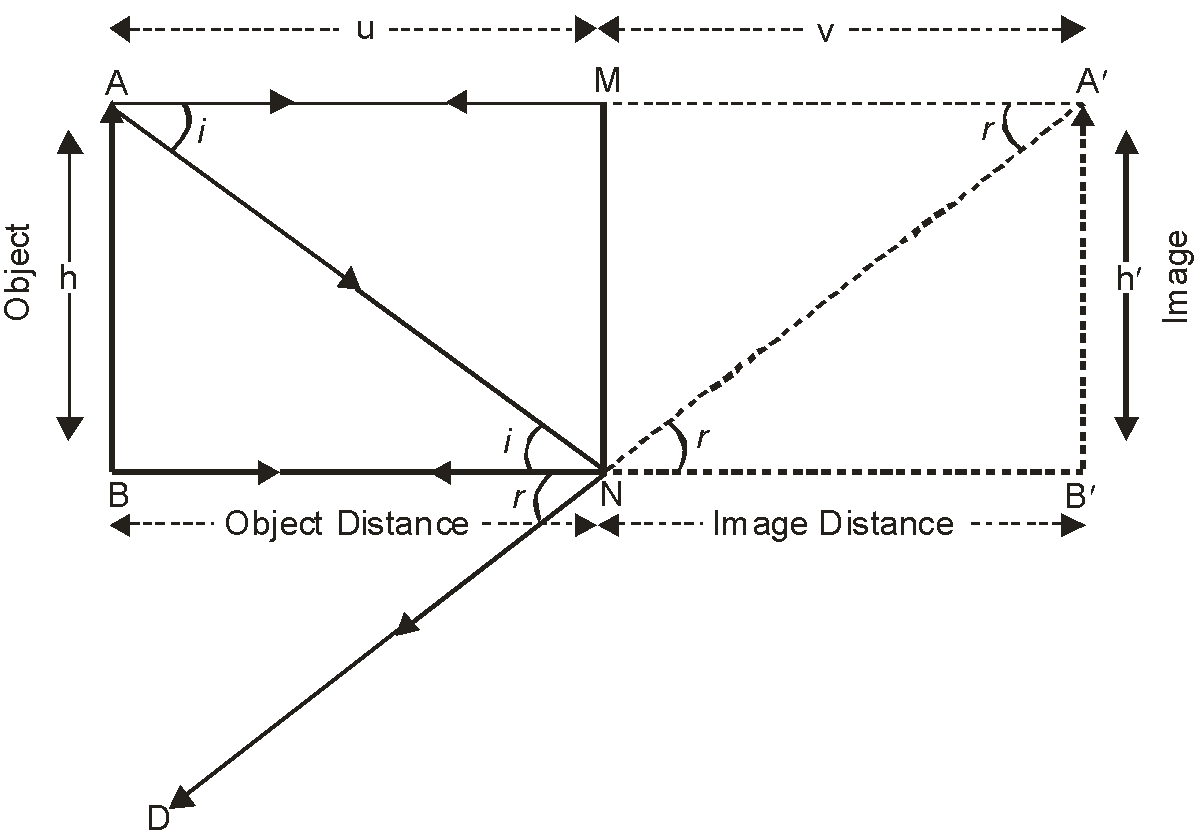 u v
A M A′
i r
Object h h′ Image
i r
r
B N B′
Object Distance Image Distance
D